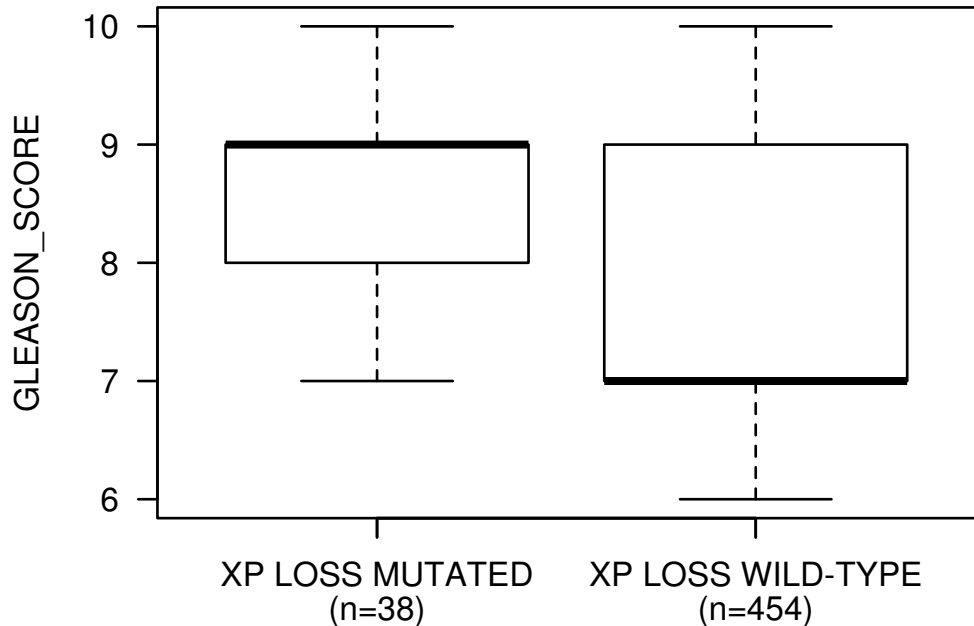 GLEASON_SCORE
10
9
8
7
6
XP LOSS MUTATED
(n=38)
XP LOSS WILD-TYPE
(n=454)